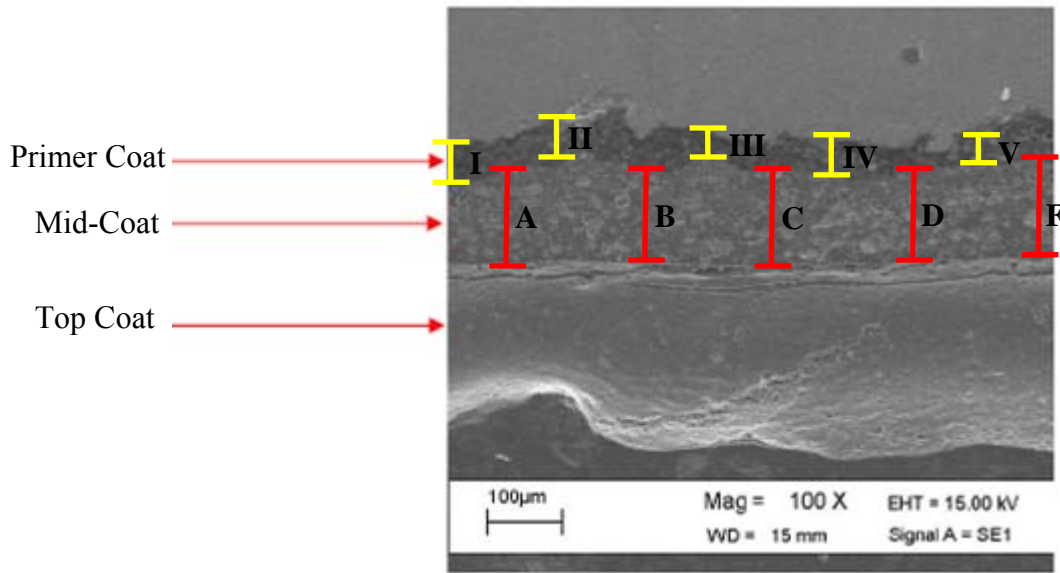 Primer Coat
Mid-Coat
Top Coat
I
II
III
IV
V
A
B
C
D
F
100µm
Mag = 100 X
EHT = 15.00 kV
WD = 15 mm
Signal A = SE1